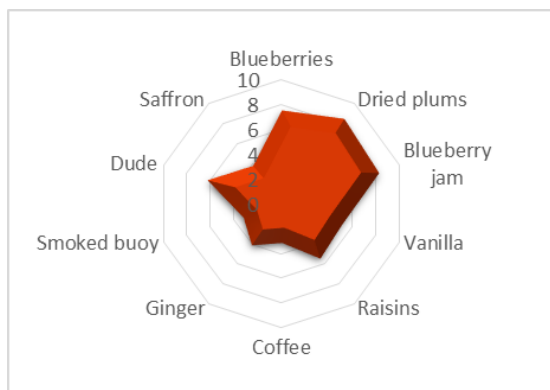 Blueberries
10
8
6
4
2
0
Dried plums
Blueberry
jam
Vanilla
Raisins
Coffee
Ginger
Smoked buoy
Dude
Saffron